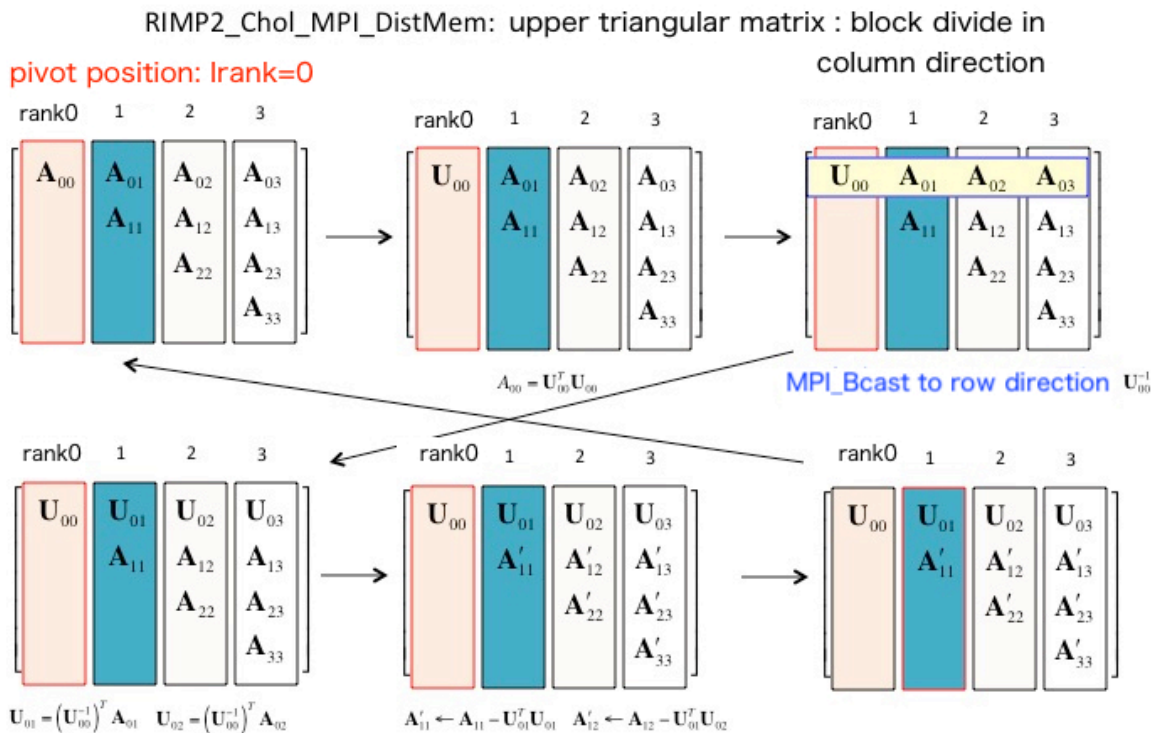 RIMP2_Chol_MPI_DistMem: upper triangular matrix : block divide in
column direction
pivot position: Irank=0
rank0 1 2 3
A₀₀ A₀₁ A₀₂ A₀₃
A₁₁ A₁₂ A₁₃
A₂₂ A₂₃
A₃₃
rank0 1 2 3
U₀₀ A₀₁ A₀₂ A₀₃
A₁₁ A₁₂ A₁₃
A₂₂ A₂₃
A₃₃
A₀₀ = U₀₀ᵀU₀₀
rank0 1 2 3
U₀₀ A₀₁ A₀₂ A₀₃
A₁₁ A₁₂ A₁₃
A₂₂ A₂₃
A₃₃
MPI_Bcast to row direction U₀₀⁻¹
rank0 1 2 3
U₀₀ U₀₁ U₀₂ U₀₃
A₁₁ A₁₂ A₁₃
A₂₂ A₂₃
A₃₃
U₀₁ = (U₀₀⁻¹)ᵀ A₀₁ U₀₂ = (U₀₀⁻¹)ᵀ A₀₂
rank0 1 2 3
U₀₀ U₀₁ U₀₂ U₀₃
A′₁₁ A′₁₂ A′₁₃
A′₂₂ A′₂₃
A′₃₃
A′₁₁ ← A₁₁ − U₀₁ᵀU₀₁ A′₁₂ ← A₁₂ − U₀₁ᵀU₀₂
rank0 1 2 3
U₀₀ U₀₁ U₀₂ U₀₃
A′₁₁ A′₁₂ A′₁₃
A′₂₂ A′₂₃
A′₃₃